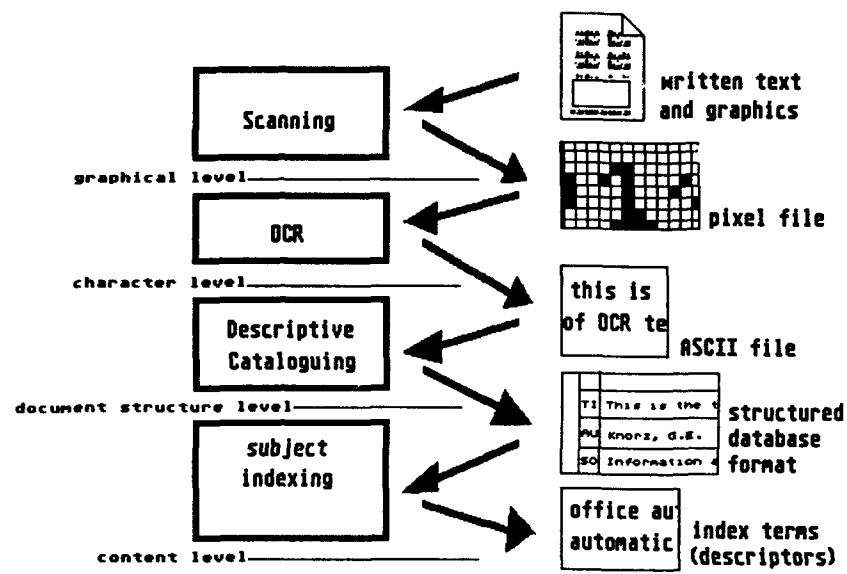 written text
and graphics
Scanning
graphical level
pixel file
OCR
character level
this is
of OCR te
ASCII file
Descriptive
Cataloguing
document structure level
TI This is the t
AU Knorz, G.E.
SO Information
structured
database
format
subject
indexing
office au
automatic
index terms
(descriptors)
content level